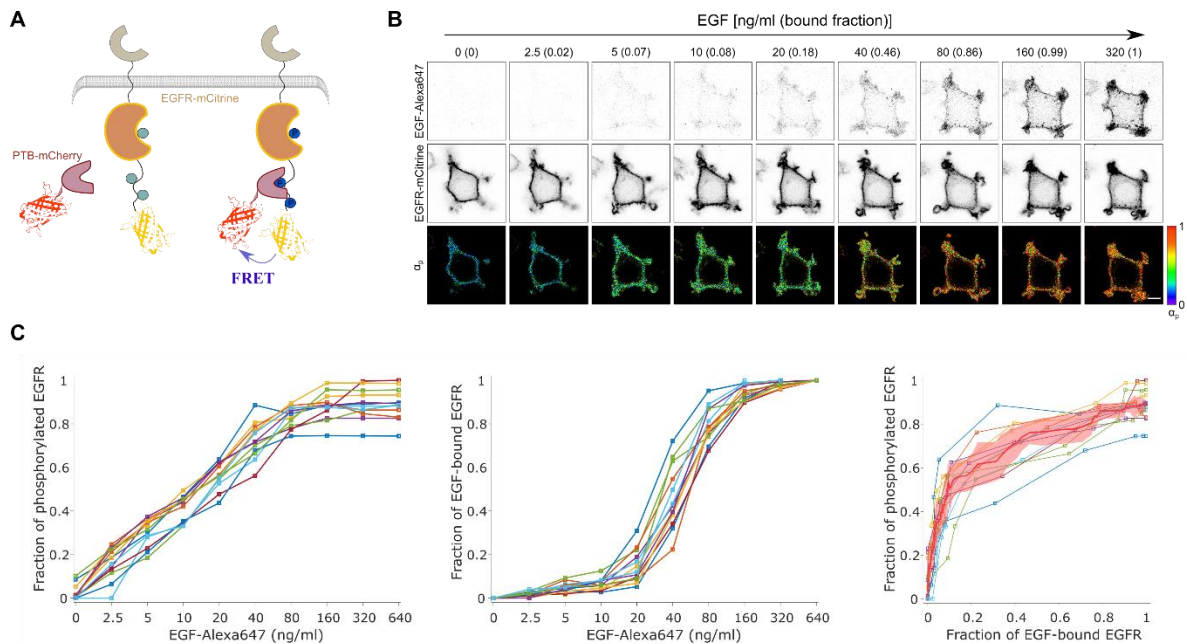 A
EGFR-mCitrine
PTB-mCherry
FRET
B
EGF [ng/ml (bound fraction)]
0 (0) 2.5 (0.02) 5 (0.07) 10 (0.08) 20 (0.18) 40 (0.46) 80 (0.86) 160 (0.99) 320 (1)
EGF-Alexa647
EGFR-mCitrine
αp
1
0
αp
C
Fraction of phosphorylated EGFR
1
0.8
0.6
0.4
0.2
0
0 2.5 5 10 20 40 80 160 320 640
EGF-Alexa647 (ng/ml)
Fraction of EGF-bound EGFR
1
0.8
0.6
0.4
0.2
0
0 2.5 5 10 20 40 80 160 320 640
EGF-Alexa647 (ng/ml)
Fraction of phosphorylated EGFR
1
0.8
0.6
0.4
0.2
0
0 0.2 0.4 0.6 0.8 1
Fraction of EGF-bound EGFR